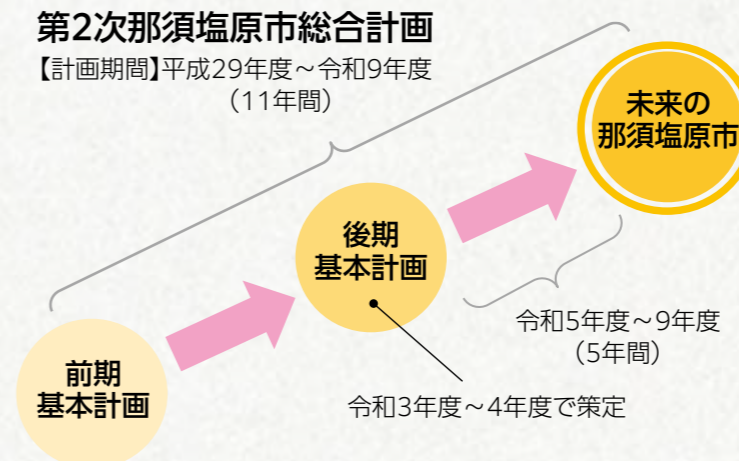 第2次那須塩原市総合計画
【計画期間】平成29年度～令和9年度
（11年間）
未来の
那須塩原市
後期
基本計画
令和5年度～9年度
（5年間）
前期
基本計画
令和3年度～4年度で策定